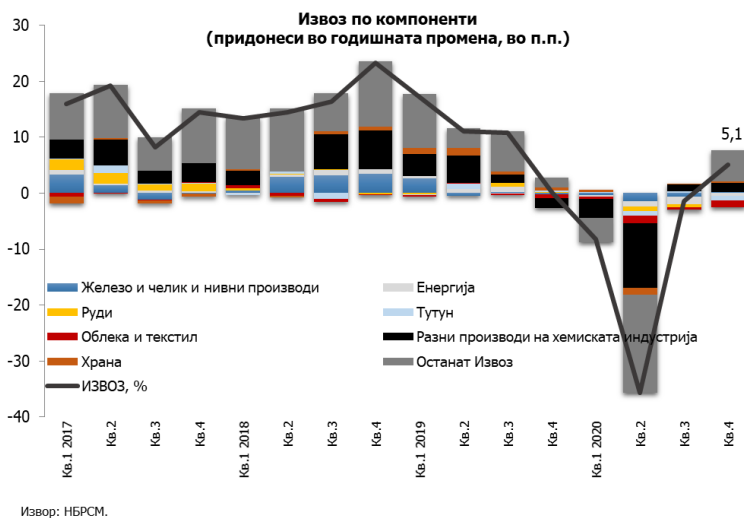 Извоз по компоненти
(придонеси во годишната промена, во п.п.)
30
20
10
0
-10
-20
-30
-40
5,1
Железо и челик и нивни производи
Енергија
Руди
Тутун
Облека и текстил
Разни производи на хемиската индустрија
Храна
Останат Извоз
ИЗВОЗ, %
Кв.1 2017
Кв.2
Кв.3
Кв.4
Кв.1 2018
Кв.2
Кв.3
Кв.4
Кв.1 2019
Кв.2
Кв.3
Кв.4
Кв.1 2020
Кв.2
Кв.3
Кв.4
Извор: НБРСМ.